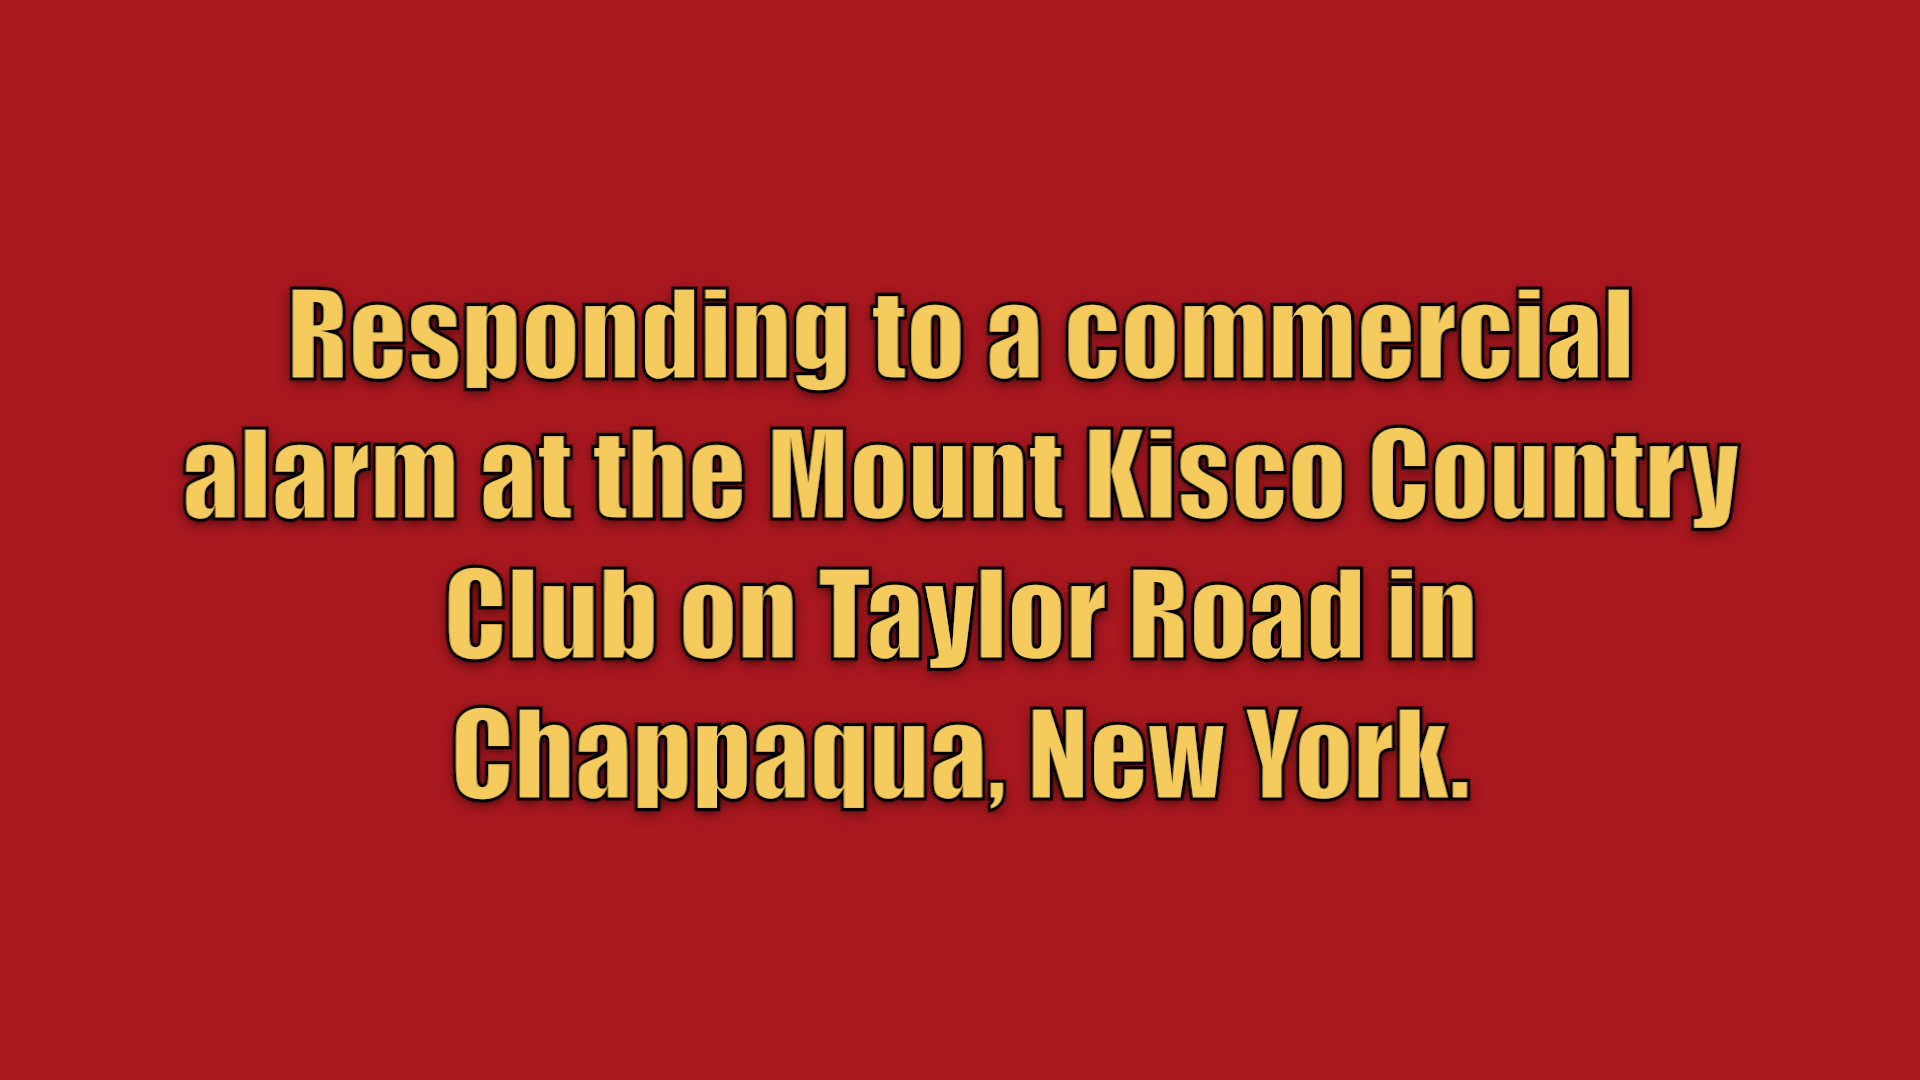 Responding to a commercial
alarm at the Mount Kisco Country
Club on Taylor Road in
Chappaqua, New York.